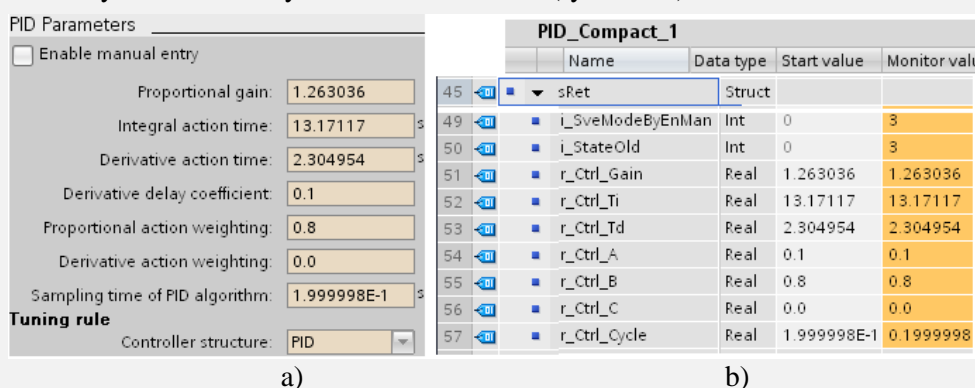 PID Parameters
Enable manual entry
Proportional gain: 1.263036
Integral action time: 13.17117 s
Derivative action time: 2.304954 s
Derivative delay coefficient: 0.1
Proportional action weighting: 0.8
Derivative action weighting: 0.0
Sampling time of PID algorithm: 1.999998E-1 s
Tuning rule
Controller structure: PID
a)
PID_Compact_1
Name Data type Start value Monitor valu
45 sRet Struct
49 i_SveModeByEnMan Int 0 3
50 i_StateOld Int 0 3
51 r_Ctrl_Gain Real 1.263036 1.263036
52 r_Ctrl_Ti Real 13.17117 13.17117
53 r_Ctrl_Td Real 2.304954 2.304954
54 r_Ctrl_A Real 0.1 0.1
55 r_Ctrl_B Real 0.8 0.8
56 r_Ctrl_C Real 0.0 0.0
57 r_Ctrl_Cycle Real 1.999998E-1 0.1999998
b)